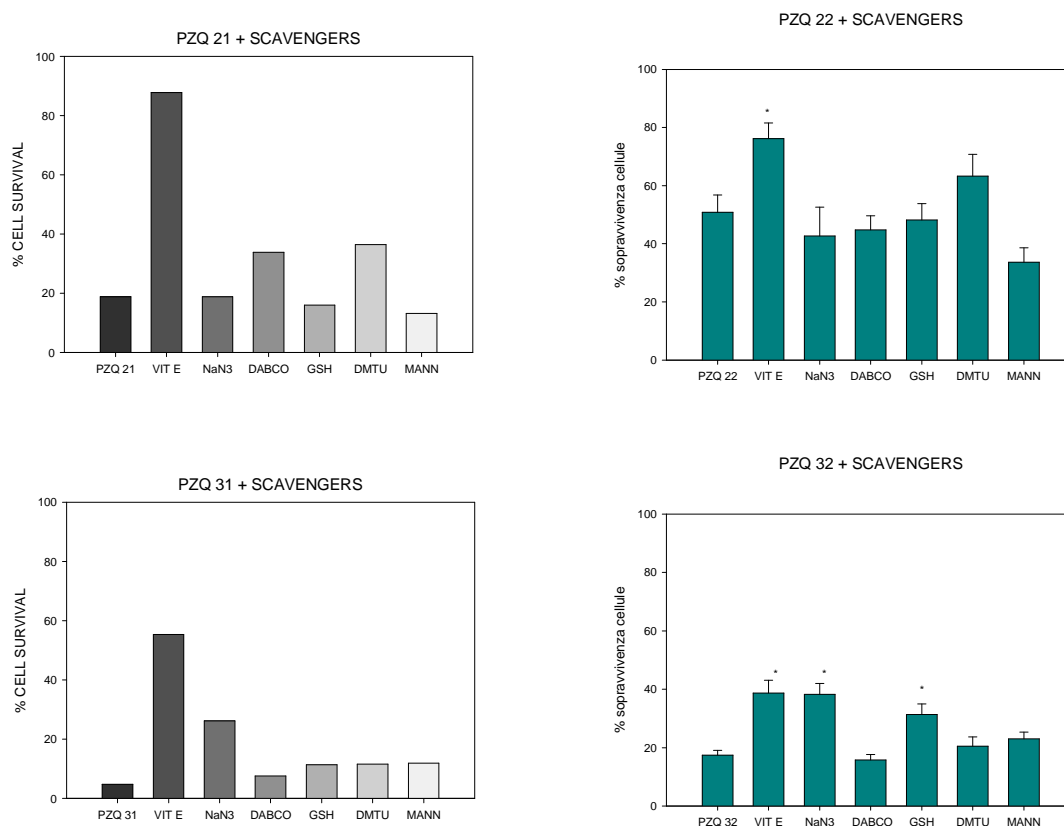 PZQ 21 + SCAVENGERS
% CELL SURVIVAL
100
80
60
40
20
0
PZQ 21 VIT E NaN3 DABCO GSH DMTU MANN
PZQ 22 + SCAVENGERS
% sopravvivenza cellule
100
80
60
40
20
0
*
PZQ 22 VIT E NaN3 DABCO GSH DMTU MANN
PZQ 31 + SCAVENGERS
% CELL SURVIVAL
100
80
60
40
20
0
PZQ 31 VIT E NaN3 DABCO GSH DMTU MANN
PZQ 32 + SCAVENGERS
% sopravvivenza cellule
100
80
60
40
20
0
* * *
PZQ 32 VIT E NaN3 DABCO GSH DMTU MANN